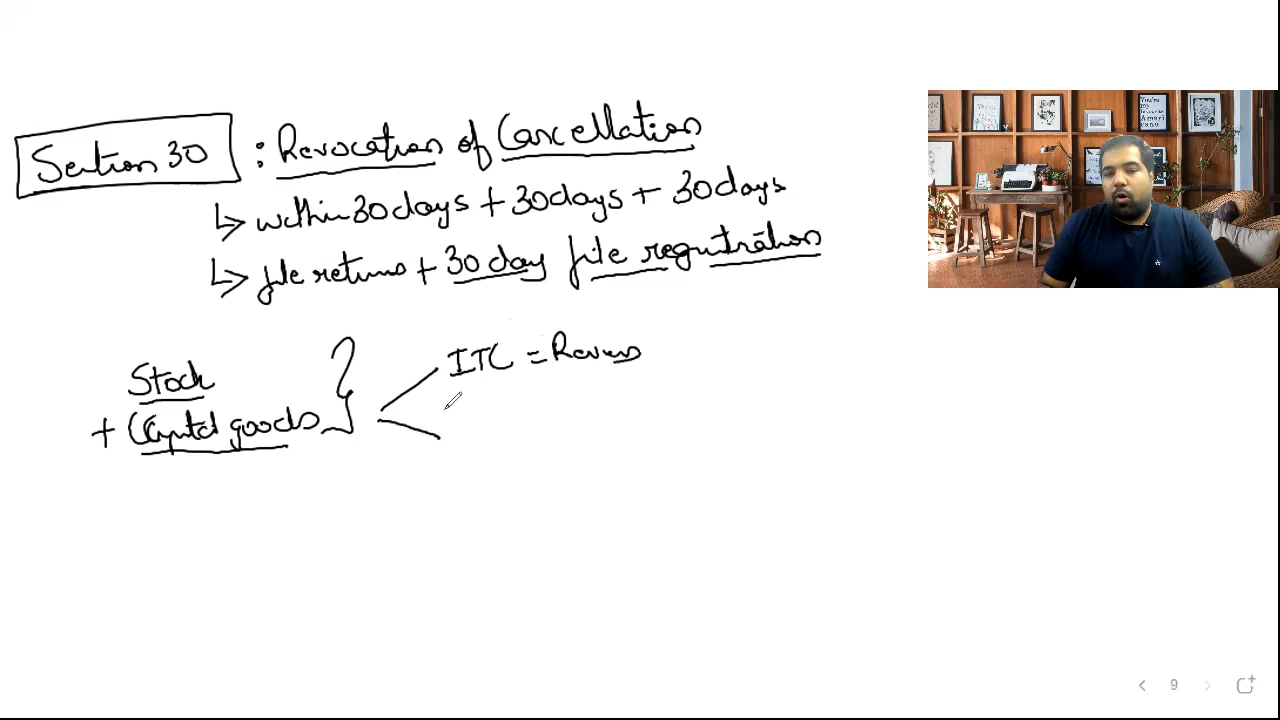 Section 30 : Revocation of Cancellation
↳ within 30 days + 30 days + 30 days
↳ file returns + 30 day file registration
Stock
+ Capital goods
ITC = Revers
9